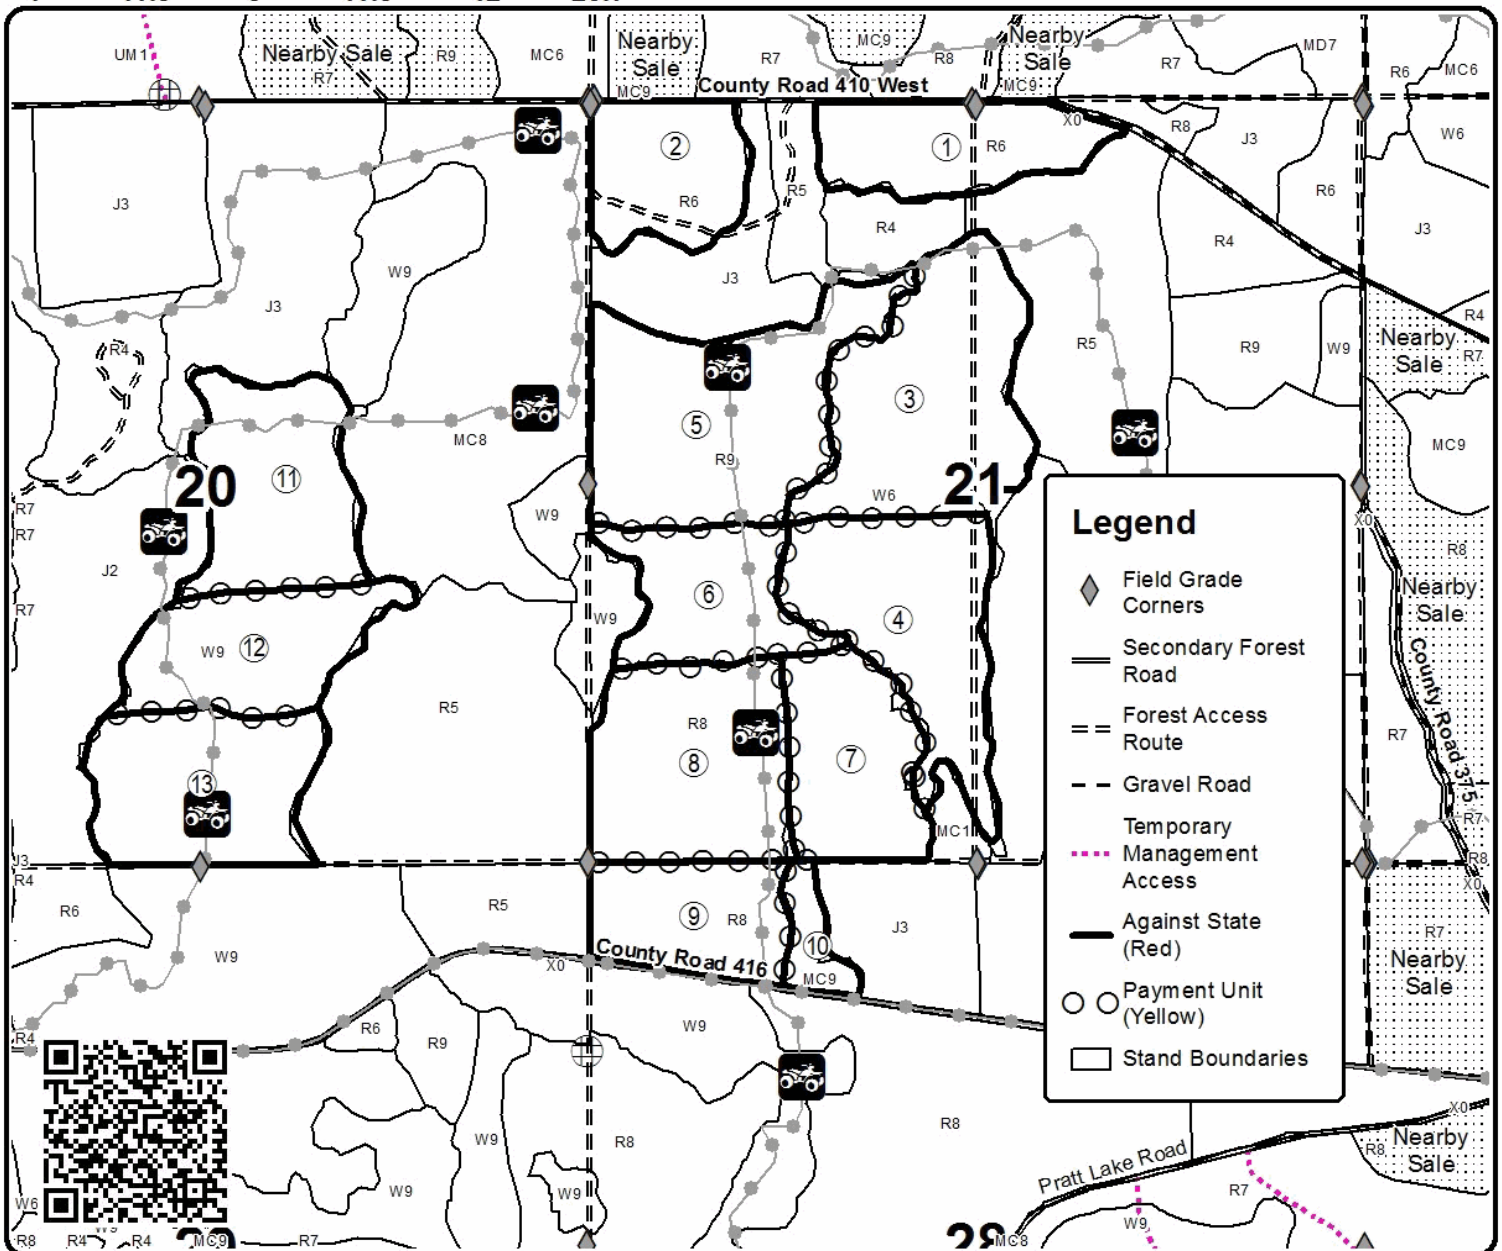 UM1
Nearby Sale
R7
R9
MC6
Nearby
Sale
MC9
R7
MC9
R8
Nearby
Sale
MC9
R7
MD7
R6
MC6
County Road 410 West
X0
J3
2
R6
R5
1
R6
R8
J3
W6
R6
R4
R4
J3
W9
J3
J3
R4
Nearby
Sale
R7
R4
R5
R9
W9
3
5
MC8
R9
MC9
11
20
W6
21
R7
R7
W9
X0
J2
R8
R7
6
W9
4
Nearby
Sale
W9
12
R5
R8
8
7
R7
County Road 375
13
MC1
R7
J3
R4
R8
X0
R6
R5
9
R8
10
J3
R7
Nearby
Sale
W9
County Road 416
X0
MC9
Legend
Field Grade
Corners
Secondary Forest
Road
Forest Access
Route
Gravel Road
Temporary
Management
Access
Against State
(Red)
Payment Unit
(Yellow)
Stand Boundaries
R4
R6
R9
W9
R8
X0
W9
R8
R8
Nearby
Sale
Pratt Lake Road
W9
W9
R7
W9
W6
W9
R8
R4
R4
MC9
R7
28
MC8